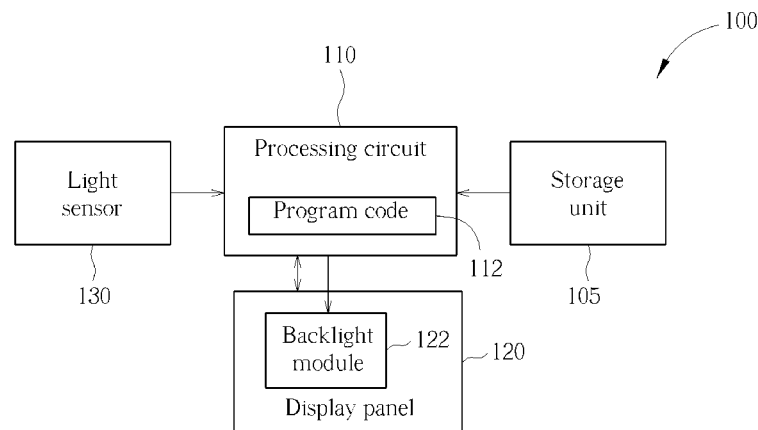 100
110
Processing circuit
Program code
112
Light
sensor
130
Storage
unit
105
Backlight
module
122
120
Display panel